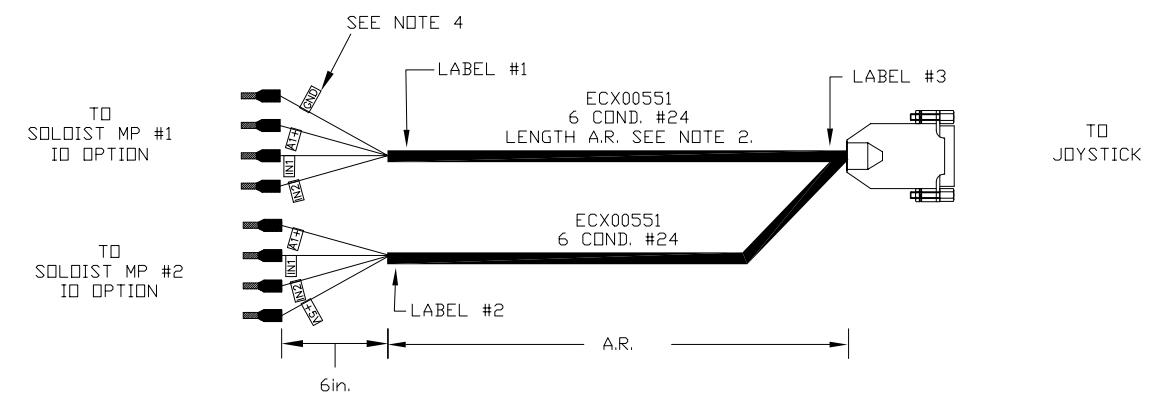 SEE NOTE 4
LABEL #1
LABEL #3
ECX00551
6 COND. #24
LENGTH A.R. SEE NOTE 2.
TO
SOLOIST MP #1
IO OPTION
GND
A1+
IN1
IN2
TO
JOYSTICK
ECX00551
6 COND. #24
TO
SOLOIST MP #2
IO OPTION
A1+
IN1
IN2
+5V
LABEL #2
A.R.
6in.